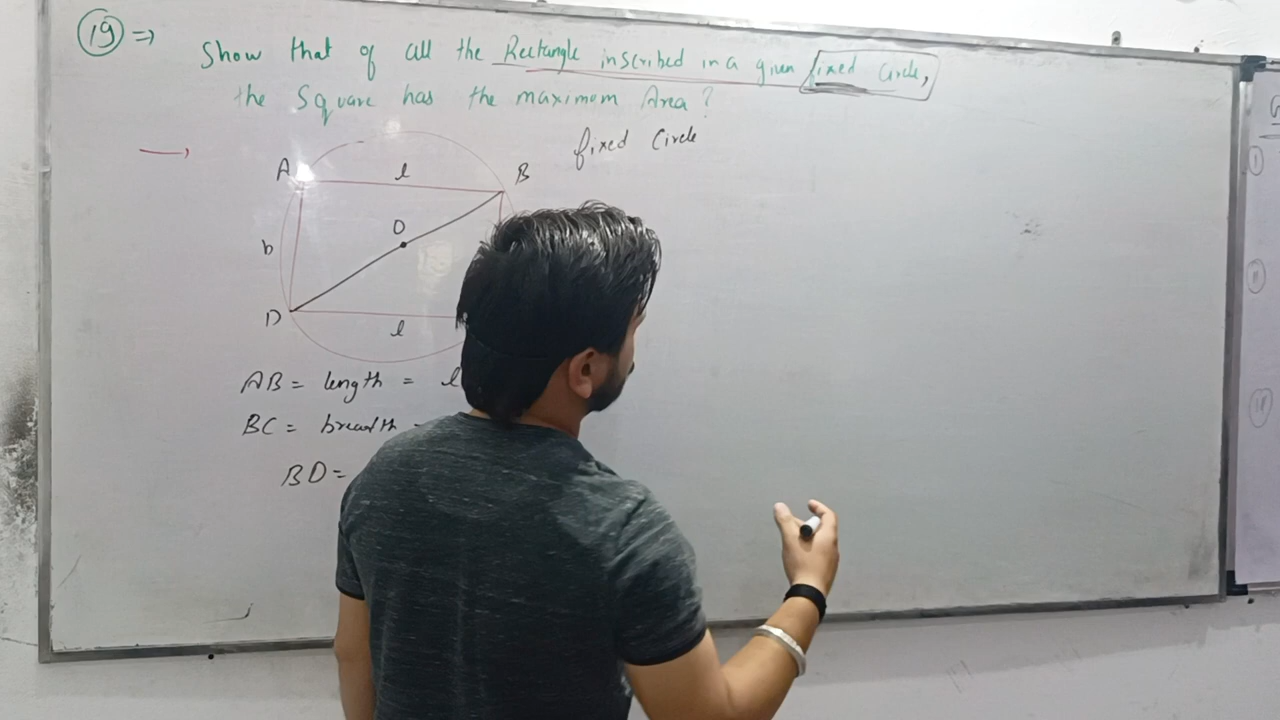 19 ⇒ Show that of all the Rectangle inscribed in a given fixed Circle,
the Square has the maximum Area ?
fixed Circle
A l B
b O
D l
AB = length = l
BC = breadth =
BD =